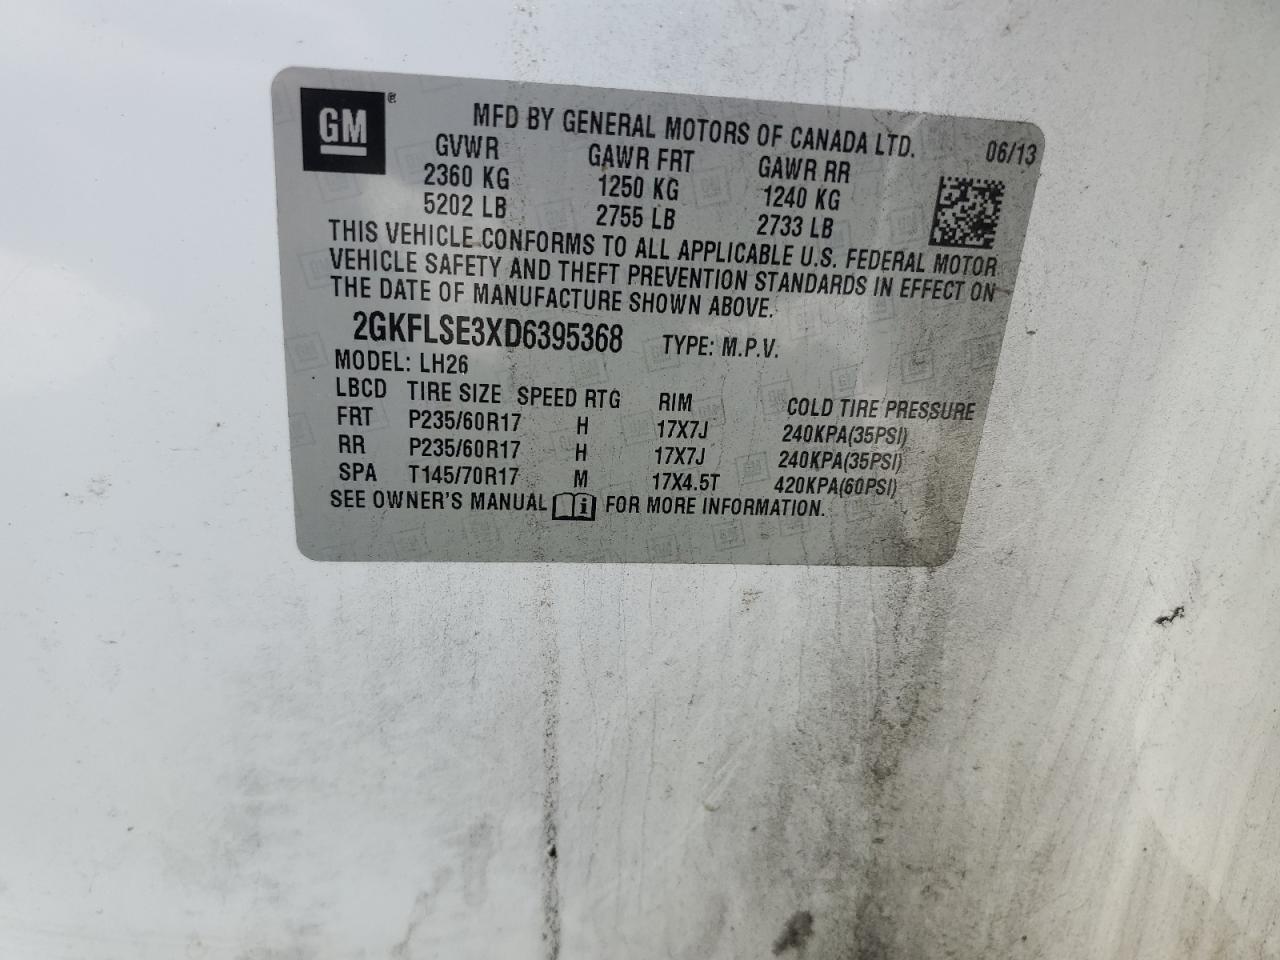 GM ®
MFD BY GENERAL MOTORS OF CANADA LTD. 06/13
GVWR GAWR FRT GAWR RR
2360 KG 1250 KG 1240 KG
5202 LB 2755 LB 2733 LB
THIS VEHICLE CONFORMS TO ALL APPLICABLE U.S. FEDERAL MOTOR
VEHICLE SAFETY AND THEFT PREVENTION STANDARDS IN EFFECT ON
THE DATE OF MANUFACTURE SHOWN ABOVE.
2GKFLSE3XD6395368 TYPE: M.P.V.
MODEL: LH26
LBCD TIRE SIZE SPEED RTG RIM COLD TIRE PRESSURE
FRT P235/60R17 H 17X7J 240KPA(35PSI)
RR P235/60R17 H 17X7J 240KPA(35PSI)
SPA T145/70R17 M 17X4.5T 420KPA(60PSI)
SEE OWNER'S MANUAL i FOR MORE INFORMATION.